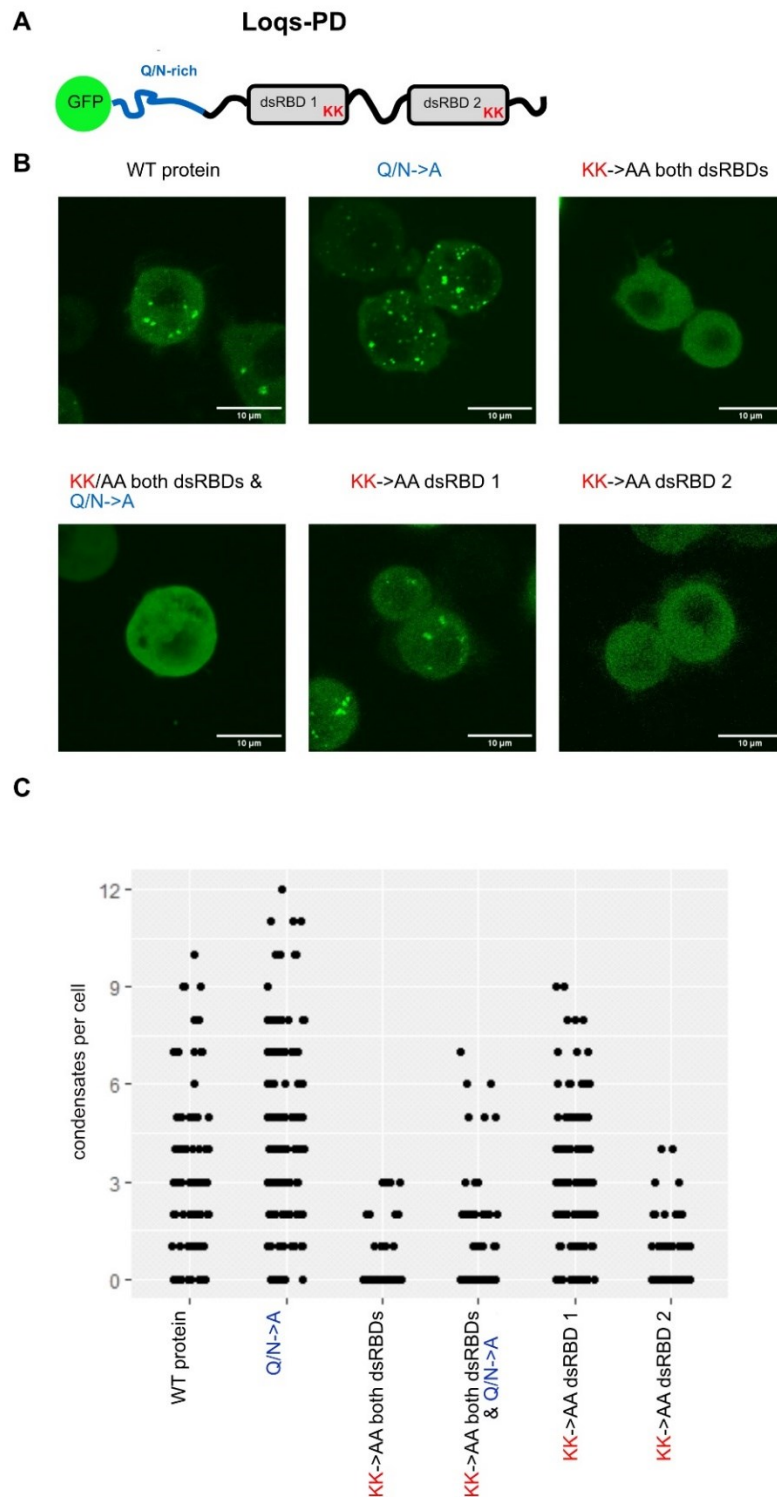 A
Loqs-PD
Q/N-rich
GFP
dsRBD 1
KK
dsRBD 2
KK
B
WT protein
Q/N->A
KK->AA both dsRBDs
10 µm
10 µm
10 µm
KK/AA both dsRBDs &
Q/N->A
KK->AA dsRBD 1
KK->AA dsRBD 2
10 µm
10 µm
10 µm
C
condensates per cell
12
9
6
3
0
WT protein
Q/N->A
KK->AA both dsRBDs
KK->AA both dsRBDs
& Q/N->A
KK->AA dsRBD 1
KK->AA dsRBD 2